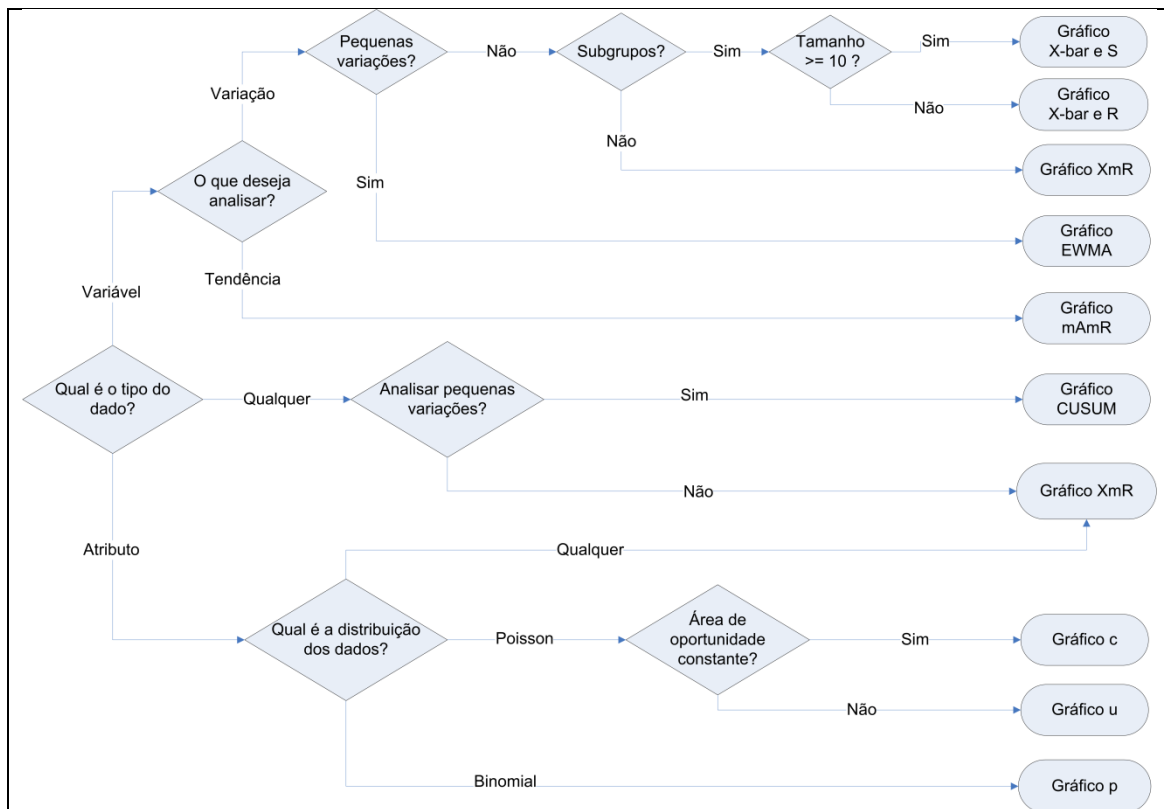 Pequenas
variações?
Não
Subgrupos?
Sim
Tamanho
>= 10 ?
Sim
Gráfico
X-bar e S
Não
Gráfico
X-bar e R
Variação
Não
Gráfico XmR
O que deseja
analisar?
Sim
Gráfico
EWMA
Tendência
Variável
Gráfico
mAmR
Qual é o tipo do
dado?
Qualquer
Analisar pequenas
variações?
Sim
Gráfico
CUSUM
Não
Gráfico XmR
Atributo
Qualquer
Qual é a distribuição
dos dados?
Poisson
Área de
oportunidade
constante?
Sim
Gráfico c
Não
Gráfico u
Binomial
Gráfico p